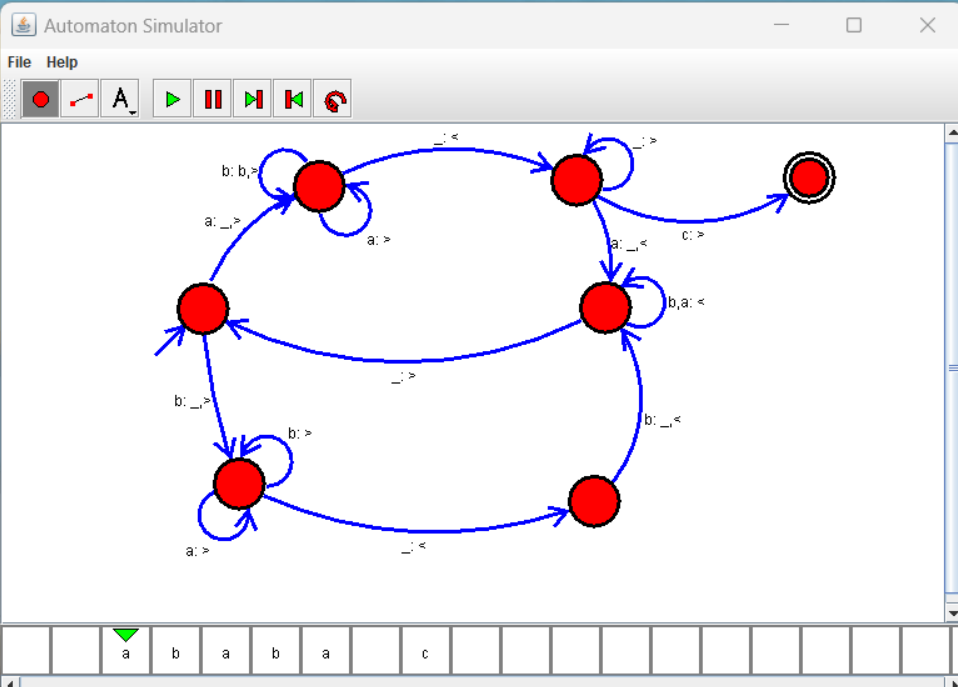 Automaton Simulator
File Help
A
_: <
_: >
b: b,>
a: _,>
a: >
c: >
a: _,<
b,a: <
_: >
b: _,>
b: _,<
b: >
a: >
_: <
a b a b a c